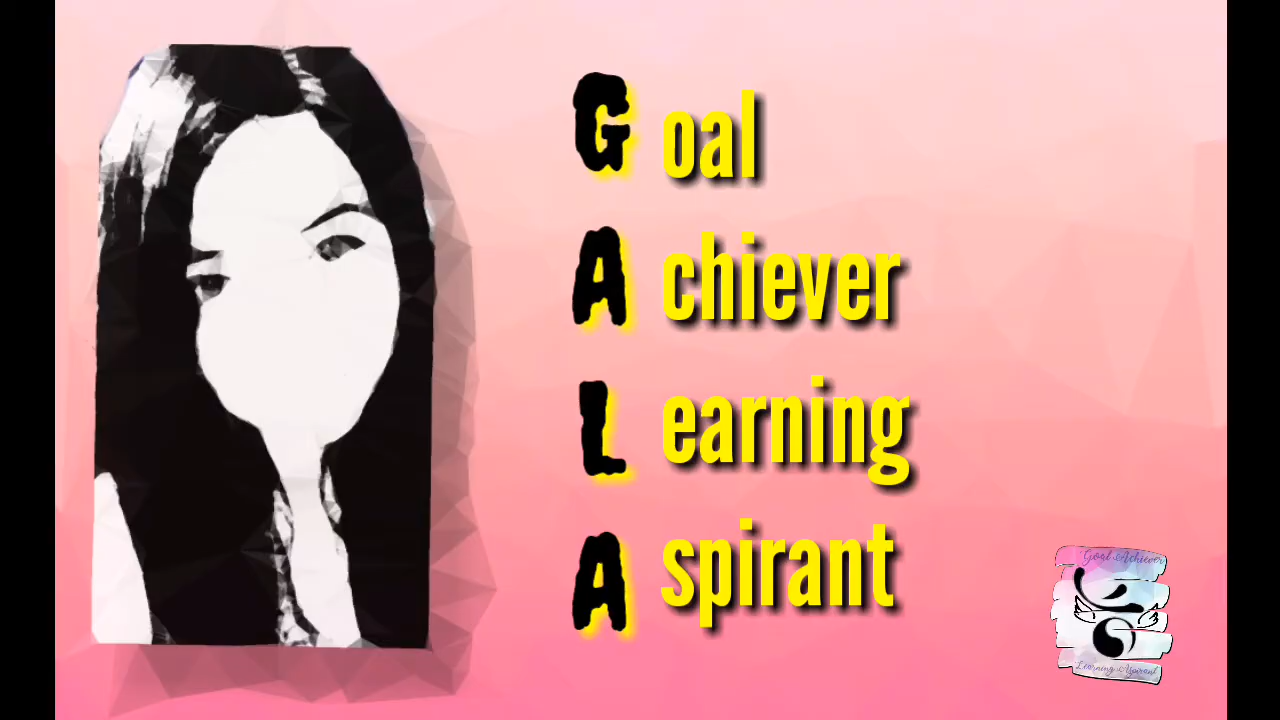 Goal
Achiever
Learning
Aspirant
Goal Achiever
Learning Aspirant